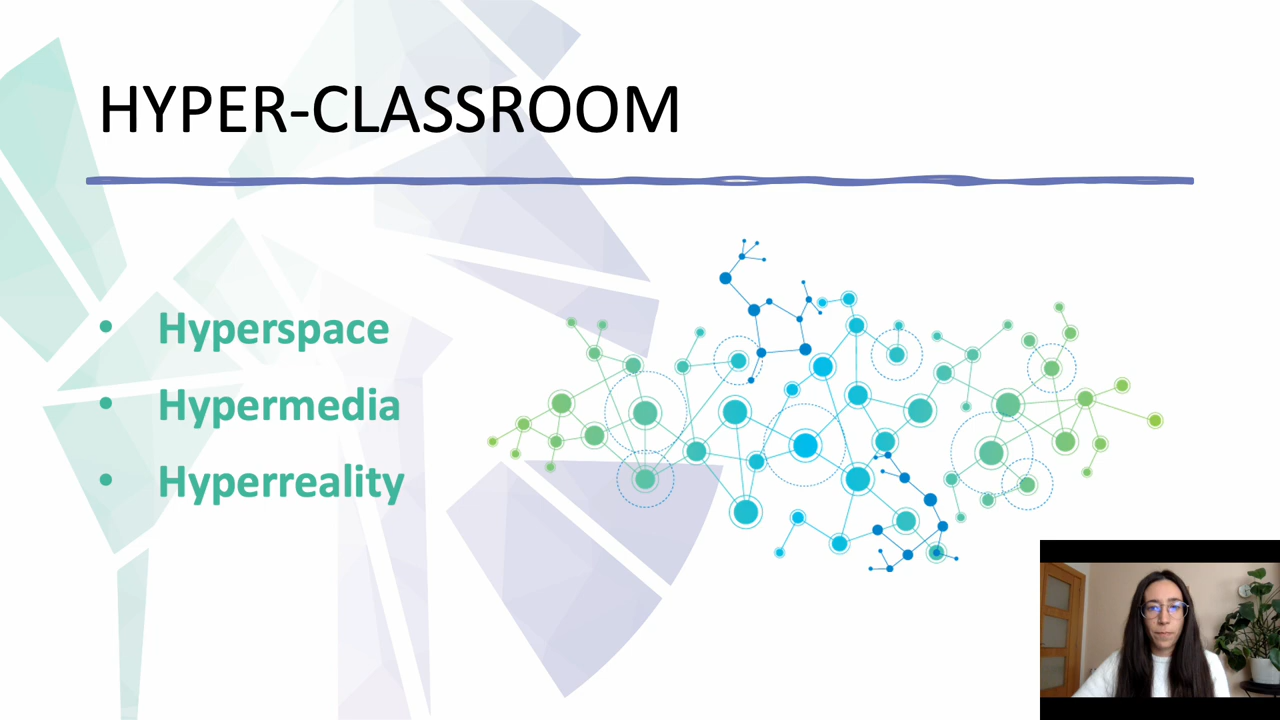 HYPER-CLASSROOM
• Hyperspace
• Hypermedia
• Hyperreality